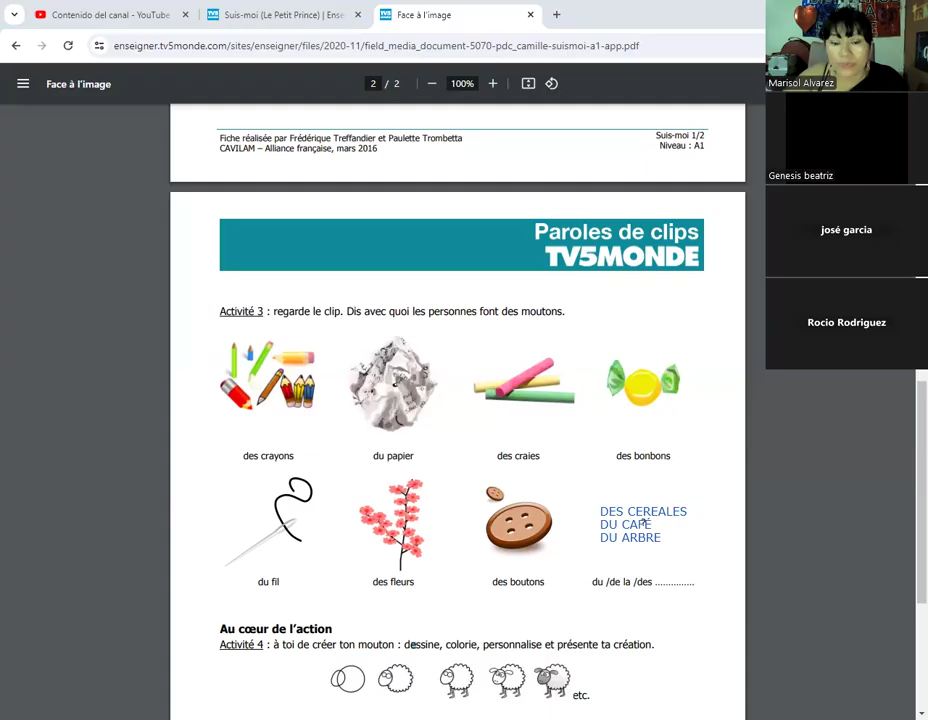 Contenido del canal - YouTube
Suis-moi (Le Petit Prince) | Ense
Face à l'image
enseigner.tv5monde.com/sites/enseigner/files/2020-11/field_media_document-5070-pdc_camille-suismoi-a1-app.pdf
Face à l'image
2 / 2
100%
Fiche réalisée par Frédérique Treffandier et Paulette Trombetta
CAVILAM – Alliance française, mars 2016
Suis-moi 1/2
Niveau : A1
Paroles de clips
TV5MONDE
Activité 3 : regarde le clip. Dis avec quoi les personnes font des moutons.
des crayons
du papier
des craies
des bonbons
DES CEREALES
DU CAFE
DU ARBRE
du fil
des fleurs
des boutons
du /de la /des ..............
Au cœur de l'action
Activité 4 : à toi de créer ton mouton : dessine, colorie, personnalise et présente ta création.
etc.
Marisol Alvarez
Genesis beatriz
josé garcia
Rocio Rodriguez